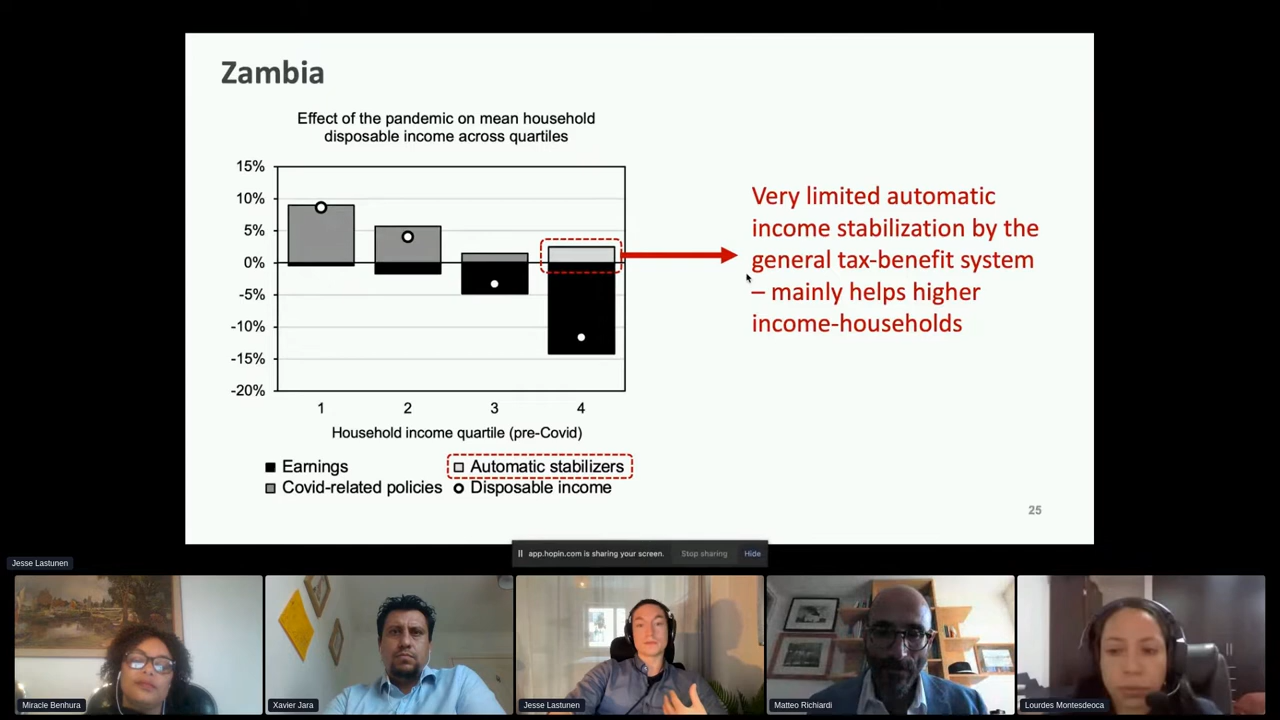 Zambia
Effect of the pandemic on mean household
disposable income across quartiles
15%
10%
5%
0%
-5%
-10%
-15%
-20%
1 2 3 4
Household income quartile (pre-Covid)
Earnings
Automatic stabilizers
Covid-related policies
Disposable income
Very limited automatic
income stabilization by the
general tax-benefit system
– mainly helps higher
income-households
25
app.hopin.com is sharing your screen. Stop sharing Hide
Jesse Lastunen
Miracle Benhura
Xavier Jara
Jesse Lastunen
Matteo Richiardi
Lourdes Montesdeoca